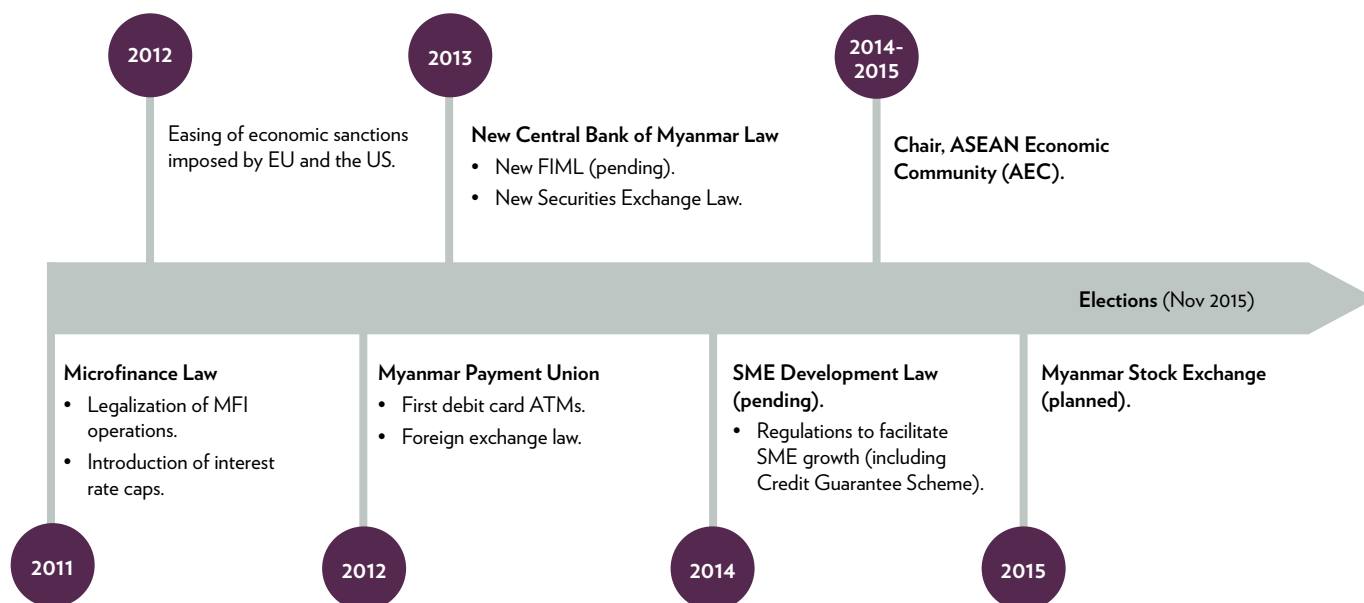 2012
Easing of economic sanctions
imposed by EU and the US.
2013
New Central Bank of Myanmar Law
• New FIML (pending).
• New Securities Exchange Law.
2014-
2015
Chair, ASEAN Economic
Community (AEC).
Elections (Nov 2015)
Microfinance Law
• Legalization of MFI
operations.
• Introduction of interest
rate caps.
2011
Myanmar Payment Union
• First debit card ATMs.
• Foreign exchange law.
2012
SME Development Law
(pending).
• Regulations to facilitate
SME growth (including
Credit Guarantee Scheme).
2014
Myanmar Stock Exchange
(planned).
2015